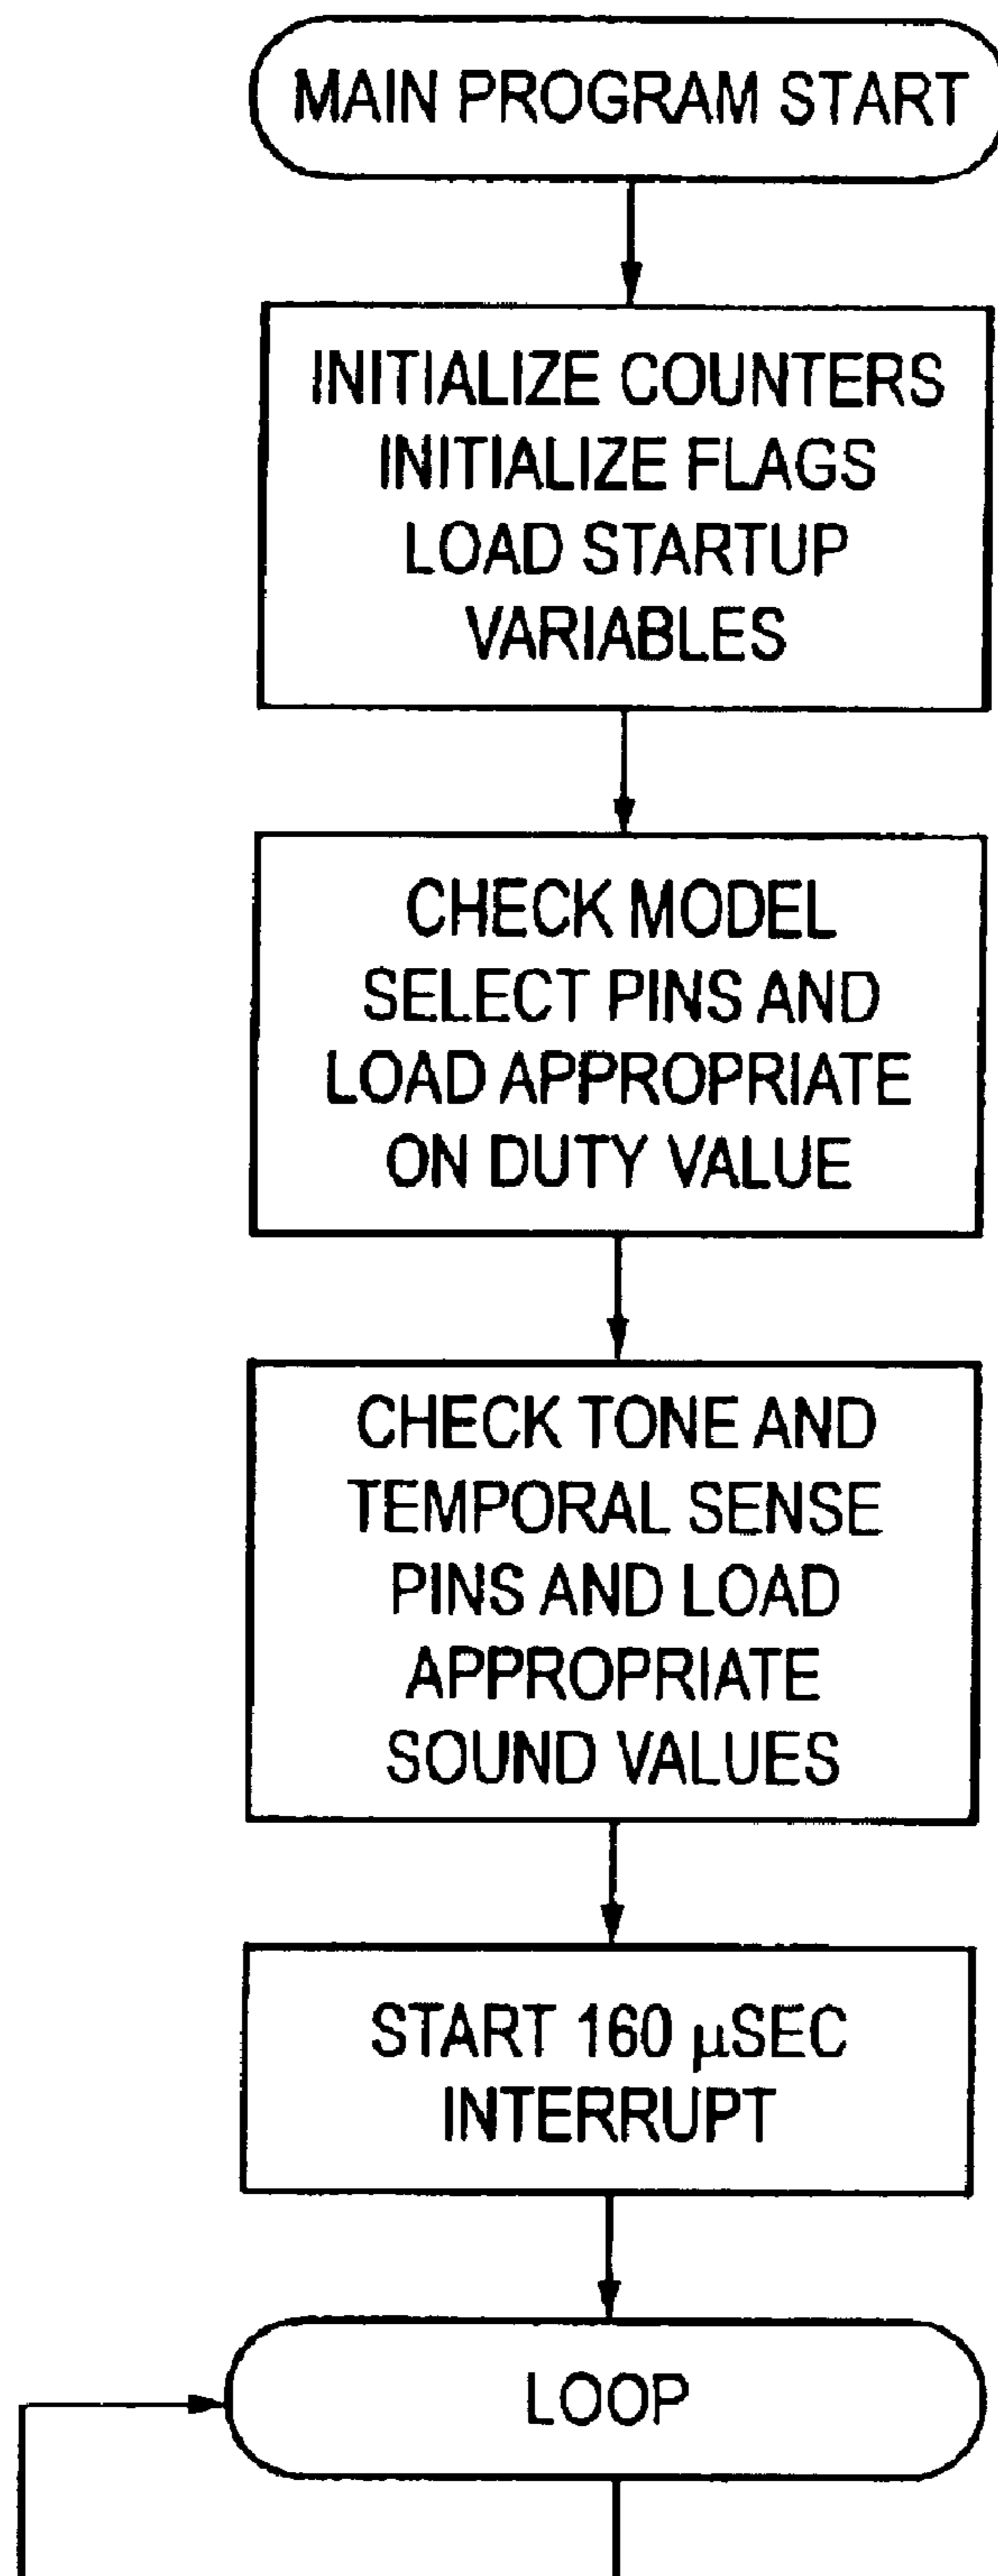 MAIN PROGRAM START
INITIALIZE COUNTERS
INITIALIZE FLAGS
LOAD STARTUP
VARIABLES
CHECK MODEL
SELECT PINS AND
LOAD APPROPRIATE
ON DUTY VALUE
CHECK TONE AND
TEMPORAL SENSE
PINS AND LOAD
APPROPRIATE
SOUND VALUES
START 160 µSEC
INTERRUPT
LOOP